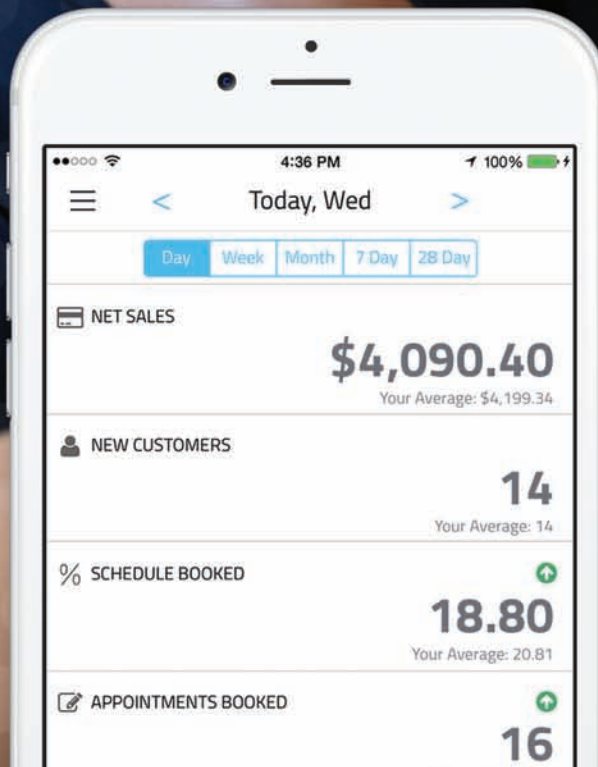 4:36 PM 100%
< Today, Wed >
Day Week Month 7 Day 28 Day
NET SALES
$4,090.40
Your Average: $4,199.34
NEW CUSTOMERS
14
Your Average: 14
% SCHEDULE BOOKED
18.80
Your Average: 20.81
APPOINTMENTS BOOKED
16